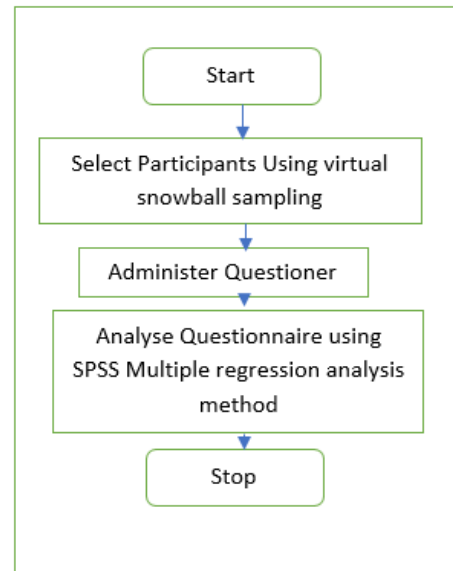 Start
Select Participants Using virtual
snowball sampling
Administer Questioner
Analyse Questionnaire using
SPSS Multiple regression analysis
method
Stop